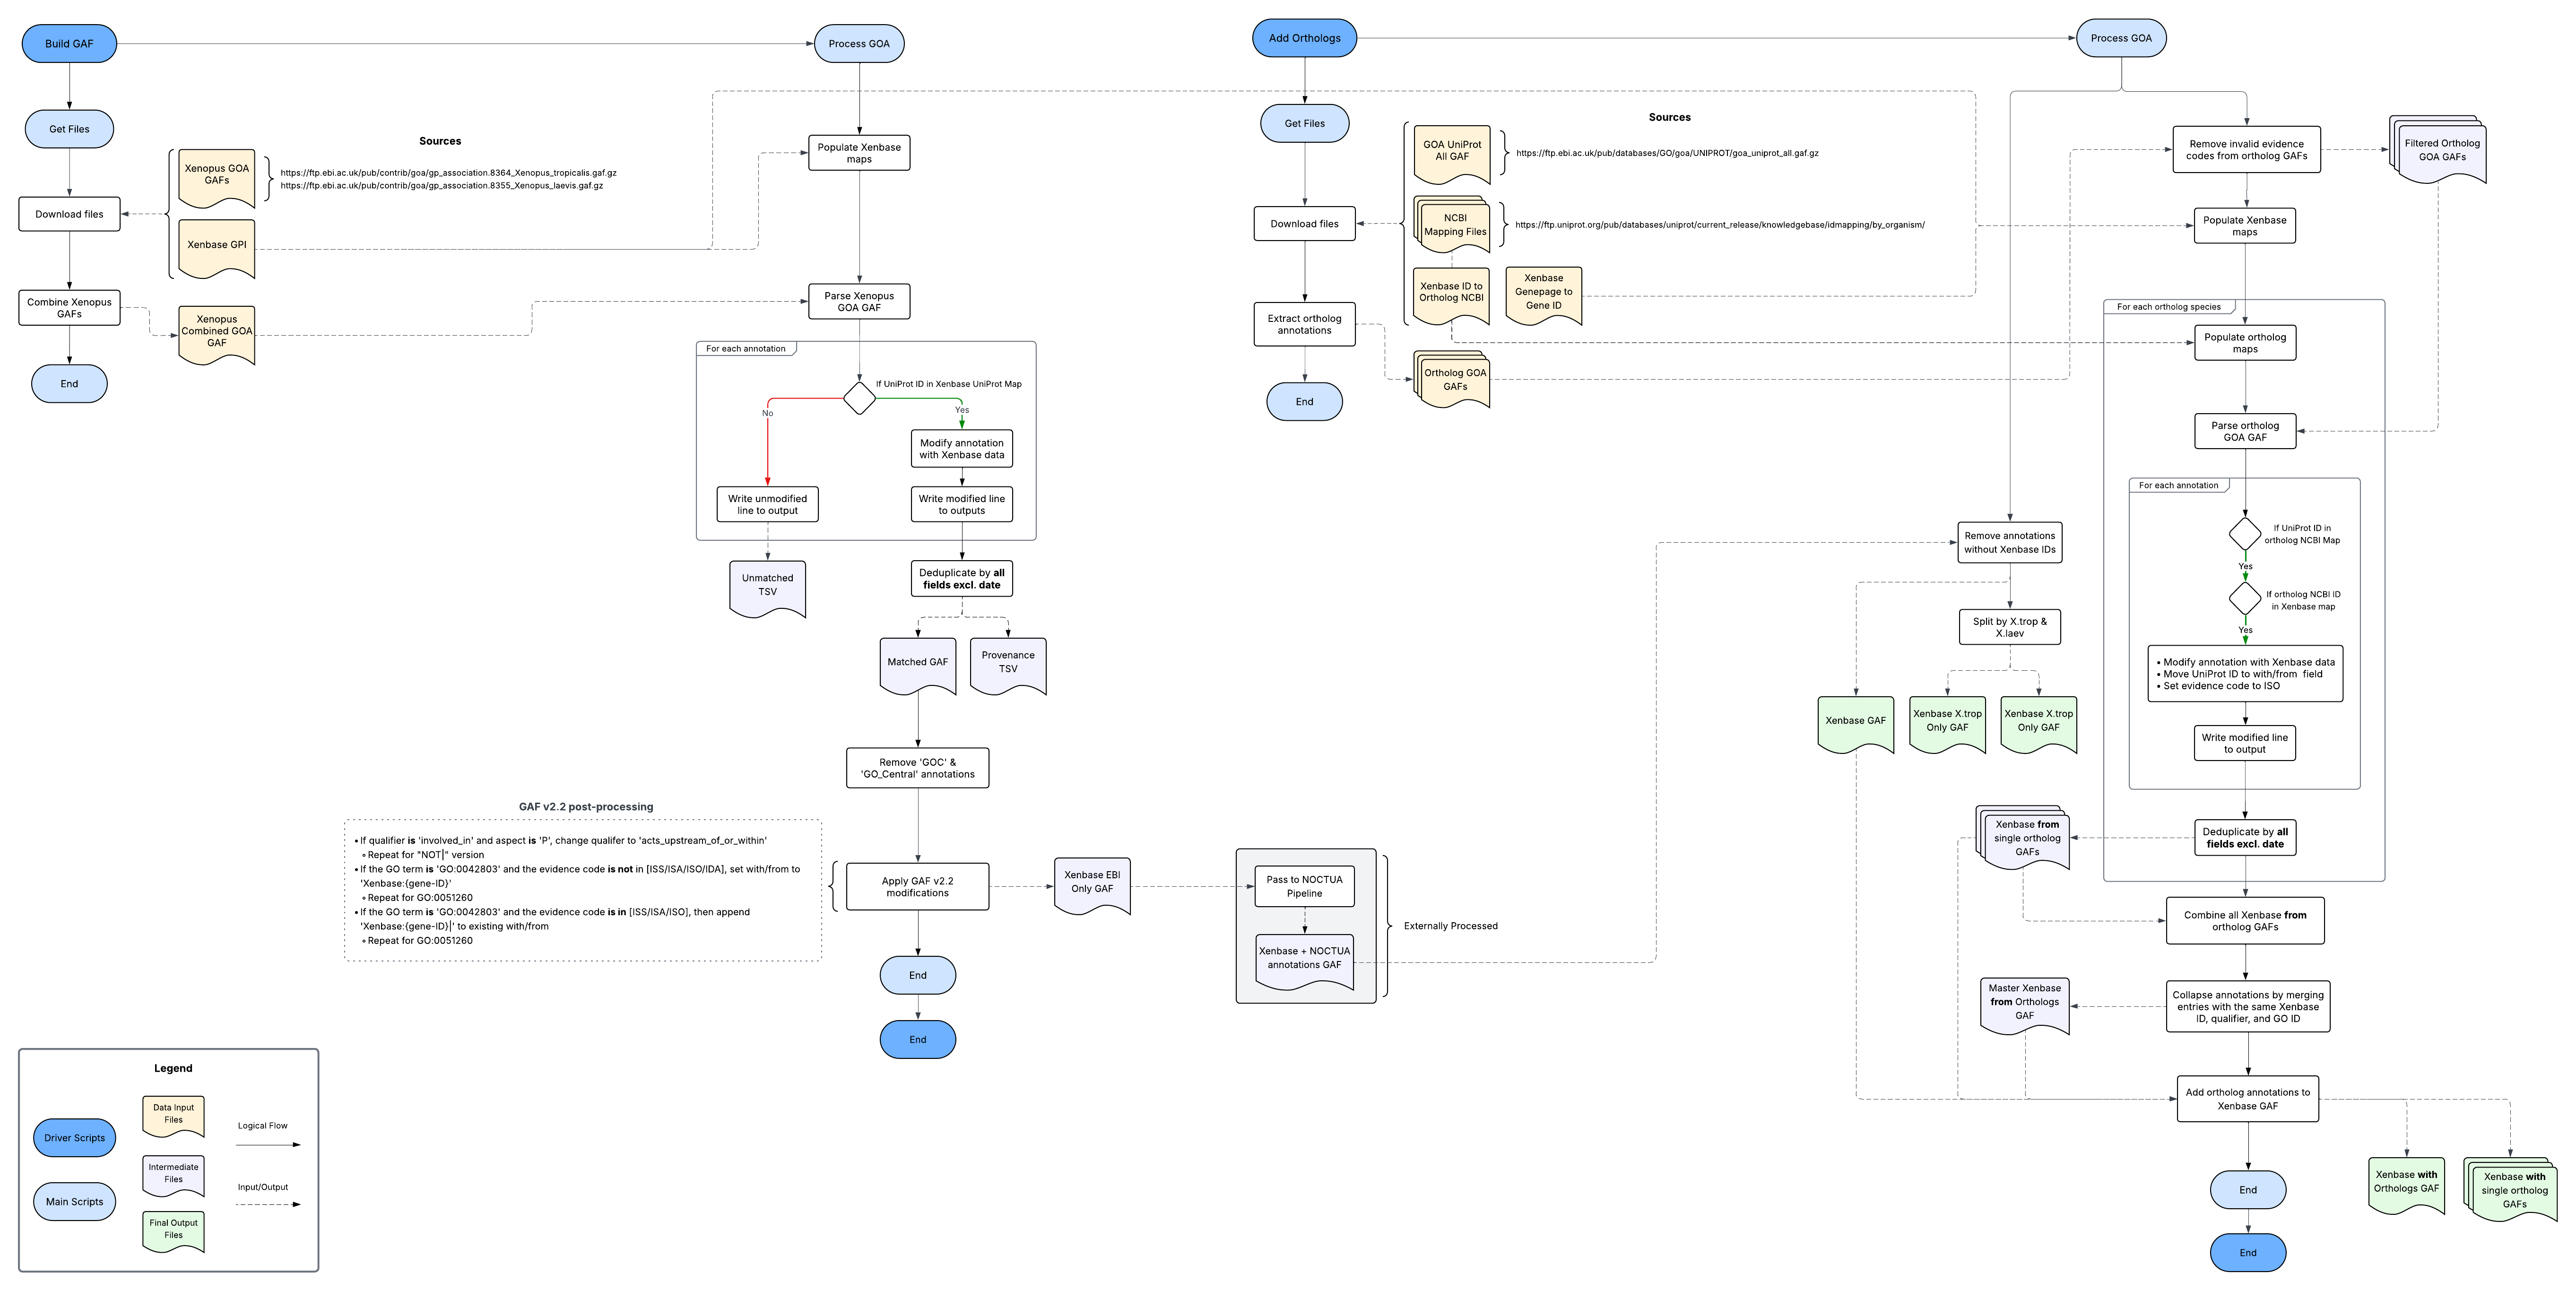 Build GAF
Process GOA
Get Files
Sources
Xenopus GOA
GAFs
https://ftp.ebi.ac.uk/pub/contrib/goa/gp_association.8364_Xenopus_tropicalis.gaf.gz
https://ftp.ebi.ac.uk/pub/contrib/goa/gp_association.8355_Xenopus_laevis.gaf.gz
Download files
Xenbase GPI
Combine Xenopus
GAFs
Xenopus
Combined GOA
GAF
End
Populate Xenbase
maps
Parse Xenopus
GOA GAF
For each annotation
If UniProt ID in Xenbase UniProt Map
No
Yes
Modify annotation
with Xenbase data
Write unmodified
line to output
Write modified line
to outputs
Unmatched
TSV
Deduplicate by all
fields excl. date
Matched GAF
Provenance
TSV
Remove 'GOC' &
'GO_Central' annotations
GAF v2.2 post-processing
• If qualifier is 'involved_in' and aspect is 'P', change qualifer to 'acts_upstream_of_or_within'
∘ Repeat for "NOT|" version
• If the GO term is 'GO:0042803' and the evidence code is not in [ISS/ISA/ISO/IDA], set with/from to
'Xenbase:{gene-ID}'
∘ Repeat for GO:0051260
• If the GO term is 'GO:0042803' and the evidence code is in [ISS/ISA/ISO], then append
'Xenbase:{gene-ID}|' to existing with/from
∘ Repeat for GO:0051260
Apply GAF v2.2
modifications
Xenbase EBI
Only GAF
Pass to NOCTUA
Pipeline
Xenbase + NOCTUA
annotations GAF
Externally Processed
End
End
Legend
Driver Scripts
Main Scripts
Data Input
Files
Intermediate
Files
Final Output
Files
Logical Flow
Input/Output
Add Orthologs
Process GOA
Get Files
Sources
GOA UniProt
All GAF
https://ftp.ebi.ac.uk/pub/databases/GO/goa/UNIPROT/goa_uniprot_all.gaf.gz
Download files
NCBI
Mapping Files
https://ftp.uniprot.org/pub/databases/uniprot/current_release/knowledgebase/idmapping/by_organism/
Xenbase ID to
Ortholog NCBI
Xenbase
Genepage to
Gene ID
Extract ortholog
annotations
Ortholog GOA
GAFs
End
Remove invalid evidence
codes from ortholog GAFs
Filtered Ortholog
GOA GAFs
Populate Xenbase
maps
For each ortholog species
Populate ortholog
maps
Parse ortholog
GOA GAF
For each annotation
If UniProt ID in
ortholog NCBI Map
Yes
If ortholog NCBI ID
in Xenbase map
Yes
• Modify annotation with Xenbase data
• Move UniProt ID to with/from field
• Set evidence code to ISO
Write modified line
to output
Remove annotations
without Xenbase IDs
Split by X.trop &
X.laev
Xenbase GAF
Xenbase X.trop
Only GAF
Xenbase X.trop
Only GAF
Xenbase from
single ortholog
GAFs
Deduplicate by all
fields excl. date
Combine all Xenbase from
ortholog GAFs
Master Xenbase
from Orthologs
GAF
Collapse annotations by merging
entries with the same Xenbase
ID, qualifier, and GO ID
Add ortholog annotations to
Xenbase GAF
Xenbase with
Orthologs GAF
Xenbase with
single ortholog
GAFs
End
End